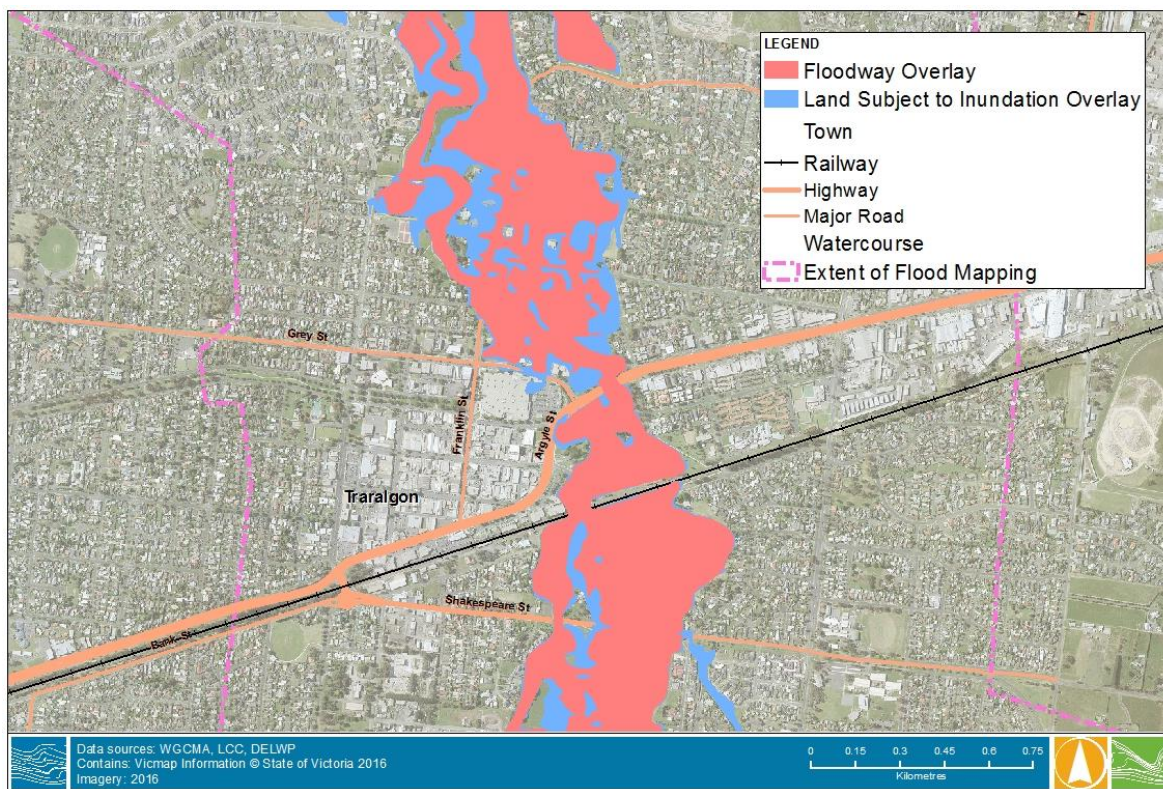 LEGEND
Floodway Overlay
Land Subject to Inundation Overlay
Town
Railway
Highway
Major Road
Watercourse
Extent of Flood Mapping
Grey St
Franklin St
Argyle St
Traralgon
Shakespeare St
Bank St
Data sources: WGCMA, LCC, DELWP
Contains: Vicmap Information © State of Victoria 2016
Imagery: 2016
0 0.15 0.3 0.45 0.6 0.75
Kilometres